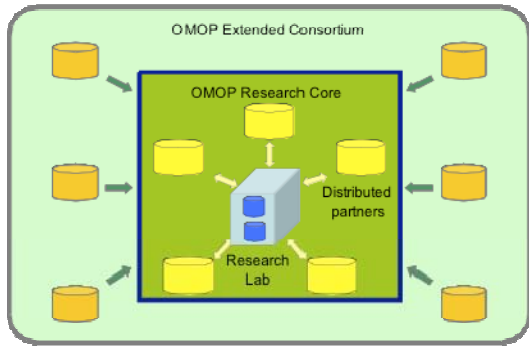 OMOP Extended Consortium
OMOP Research Core
Distributed
partners
Research
Lab